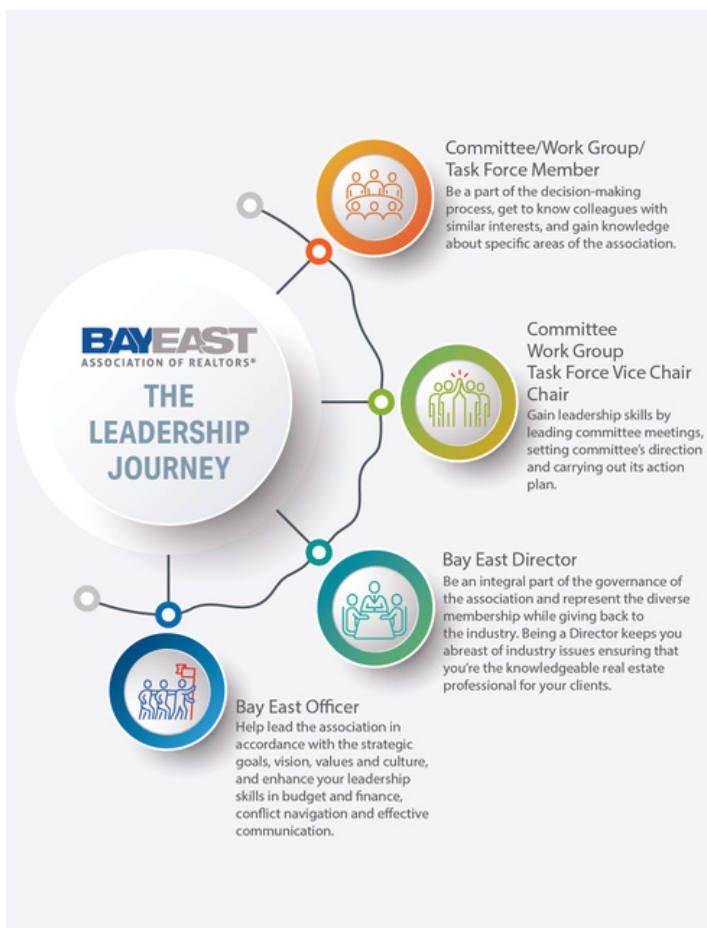 BAYEAST
ASSOCIATION OF REALTORS®
THE
LEADERSHIP
JOURNEY
Committee/Work Group/
Task Force Member
Be a part of the decision-making
process, get to know colleagues with
similar interests, and gain knowledge
about specific areas of the association.
Committee
Work Group
Task Force Vice Chair
Chair
Gain leadership skills by
leading committee meetings,
setting committee's direction
and carrying out its action
plan.
Bay East Director
Be an integral part of the governance of
the association and represent the diverse
membership while giving back to
the industry. Being a Director keeps you
abreast of industry issues ensuring that
you're the knowledgeable real estate
professional for your clients.
Bay East Officer
Help lead the association in
accordance with the strategic
goals, vision, values and culture,
and enhance your leadership
skills in budget and finance,
conflict navigation and effective
communication.